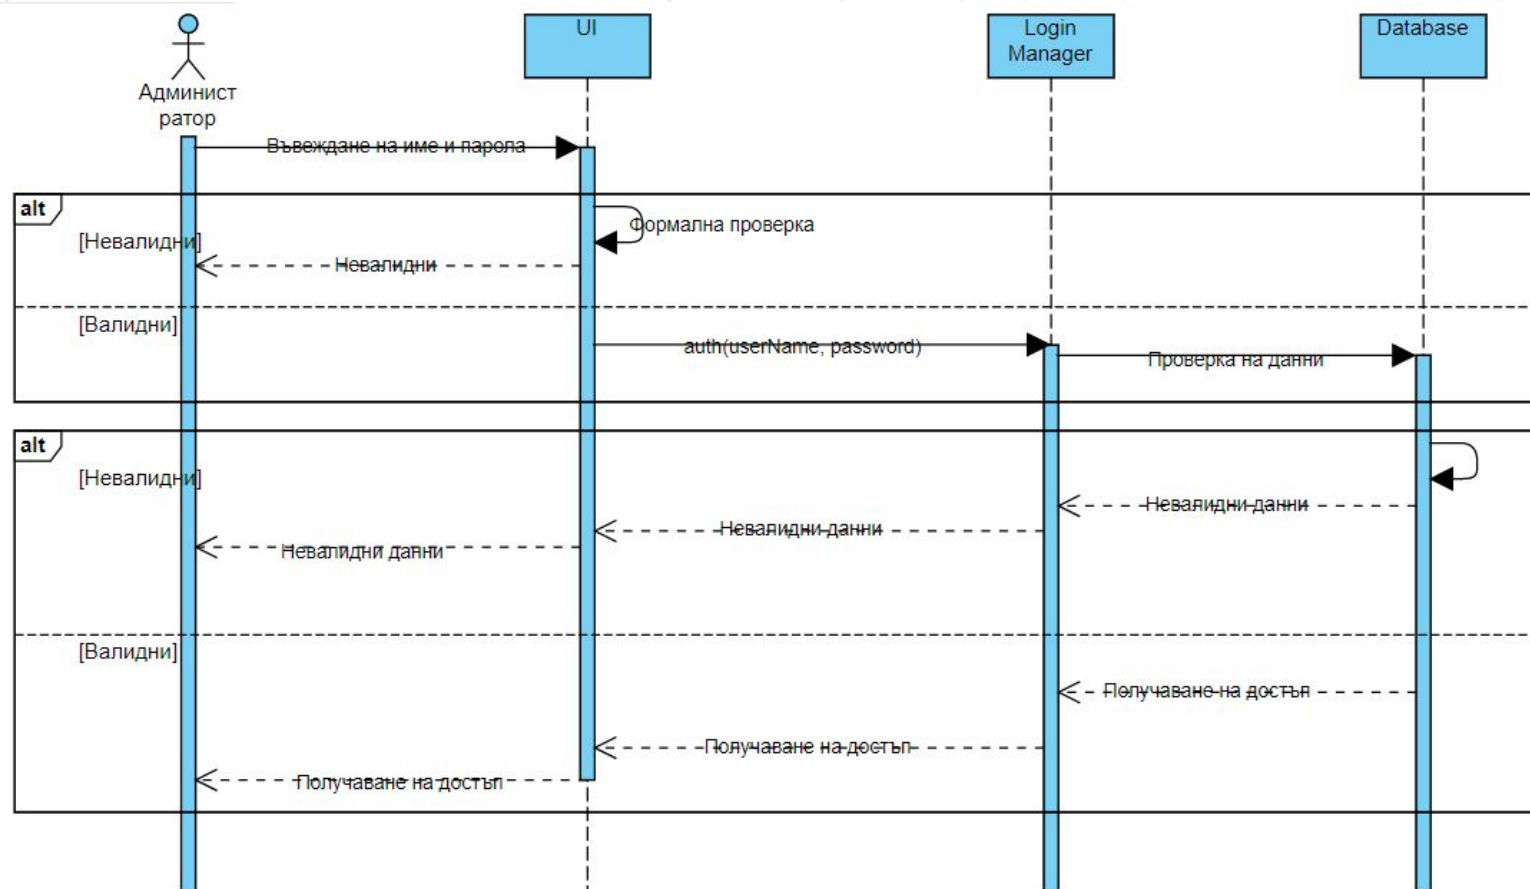 UI
Login
Manager
Database
Админист
ратор
Въвеждане на име и парола
alt
Формална проверка
[Невалидни]
Невалидни
[Валидни]
auth(userName, password)
Проверка на данни
alt
[Невалидни]
Невалидни данни
Невалидни данни
Невалидни данни
[Валидни]
Получаване на достъп
Получаване на достъп
Получаване на достъп